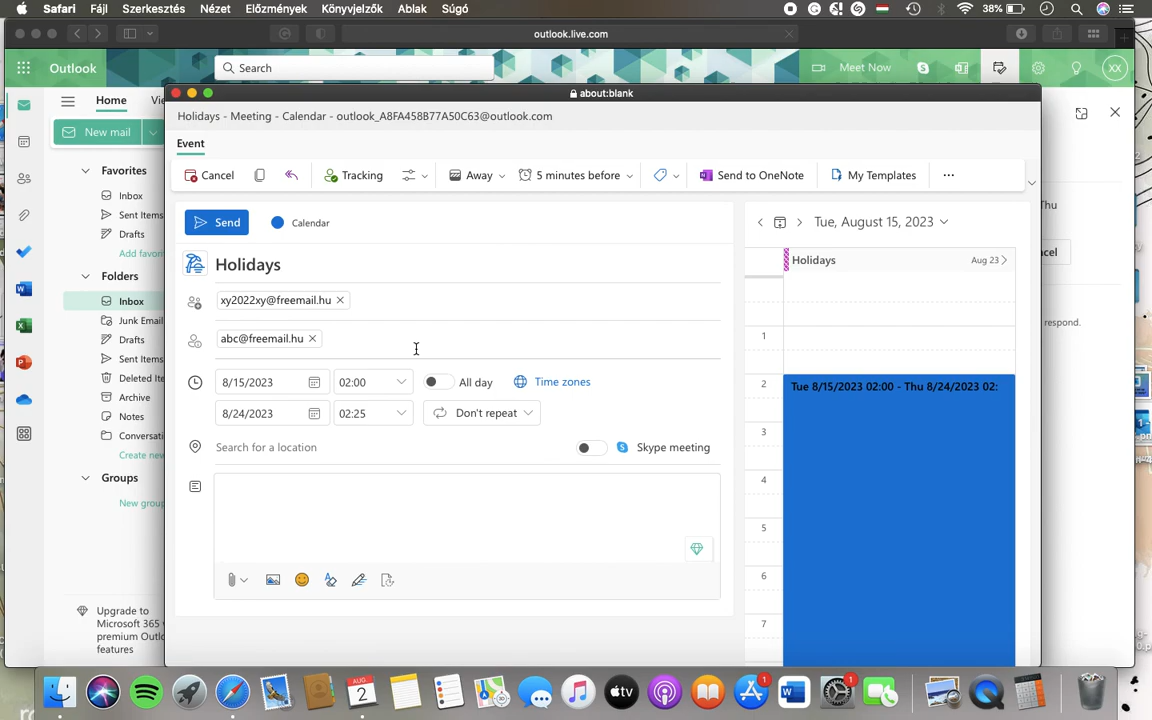 Safari Fájl Szerkesztés Nézet Előzmények Könyvjelzők Ablak Súgó 38%
outlook.live.com
Outlook Search Meet Now XX
about:blank
Home
New mail
Favorites
Inbox
Sent Items
Drafts
Folders
Inbox
Junk Email
Drafts
Sent Items
Archive
Notes
Groups
Upgrade to
Microsoft 365
premium
features
Holidays - Meeting - Calendar - outlook_A8FA458B77A50C63@outlook.com
Event
Cancel Tracking Away 5 minutes before Send to OneNote My Templates
Send Calendar
Holidays
xy2022xy@freemail.hu
abc@freemail.hu
8/15/2023 02:00 All day Time zones
8/24/2023 02:25 Don't repeat
Search for a location Skype meeting
Tue, August 15, 2023
Holidays Aug 23
1
2
Tue 8/15/2023 02:00 - Thu 8/24/2023 02:
3
4
5
6
7
Thu
cel
respond.
AUG
2
1
1